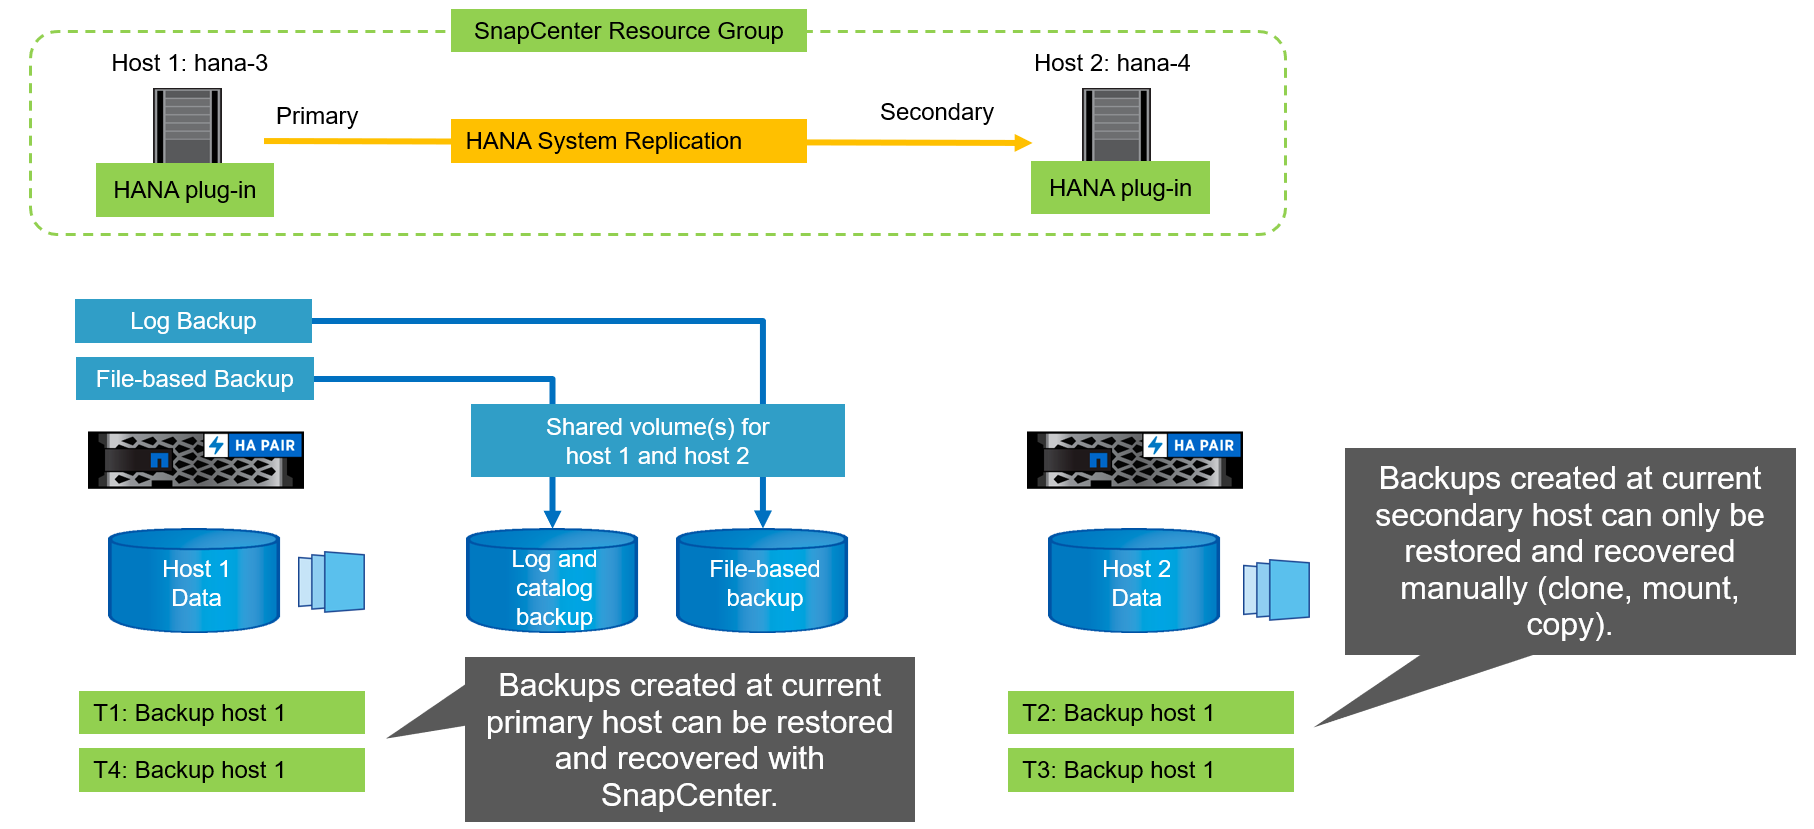 SnapCenter Resource Group
Host 1: hana-3
Host 2: hana-4
Primary
Secondary
HANA System Replication
HANA plug-in
HANA plug-in
Log Backup
File-based Backup
Shared volume(s) for
host 1 and host 2
HA PAIR
HA PAIR
Host 1
Data
Log and
catalog
backup
File-based
backup
Host 2
Data
Backups created at current
secondary host can only be
restored and recovered
manually (clone, mount,
copy).
T1: Backup host 1
T4: Backup host 1
Backups created at current
primary host can be restored
and recovered with
SnapCenter.
T2: Backup host 1
T3: Backup host 1